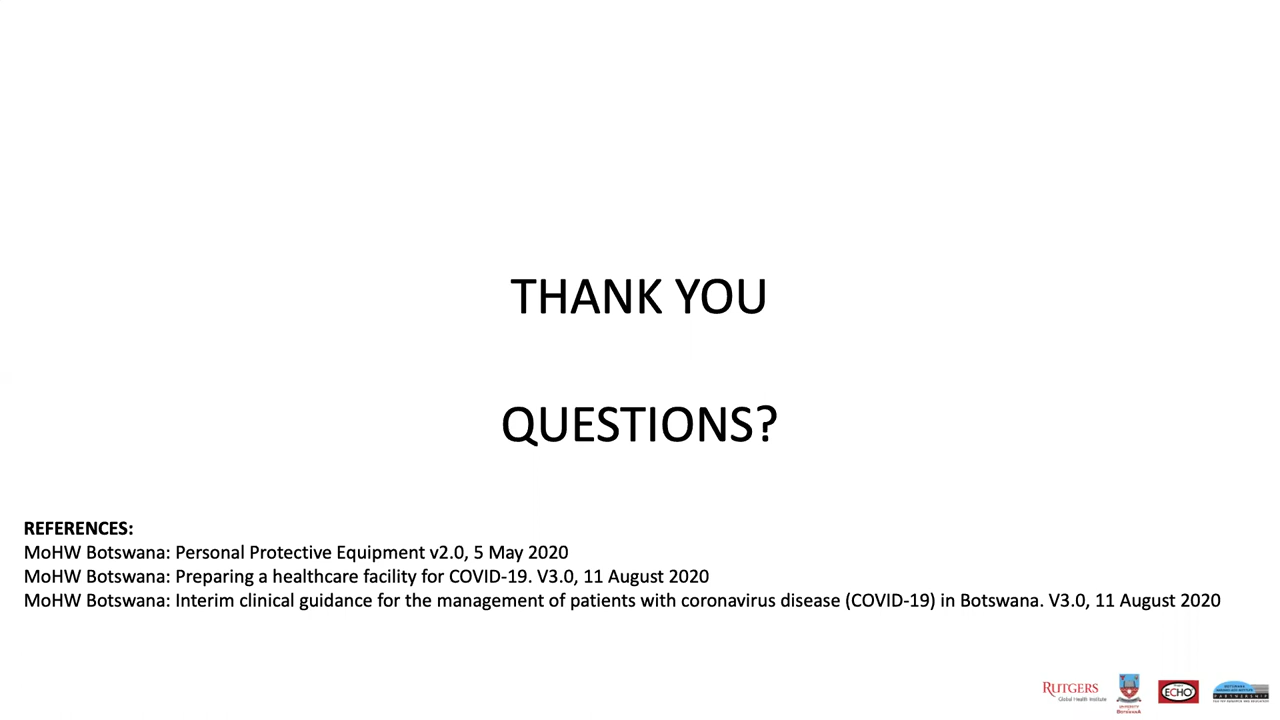 THANK YOU
QUESTIONS?
REFERENCES:
MoHW Botswana: Personal Protective Equipment v2.0, 5 May 2020
MoHW Botswana: Preparing a healthcare facility for COVID-19. V3.0, 11 August 2020
MoHW Botswana: Interim clinical guidance for the management of patients with coronavirus disease (COVID-19) in Botswana. V3.0, 11 August 2020
RUTGERS
Global Health Institute
ECHO
PARTNERSHIP